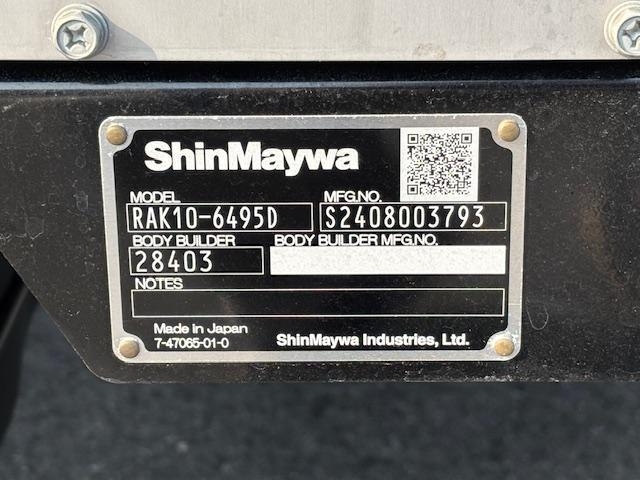 ShinMaywa
MODEL MFG.NO.
RAK10-6495D S2408003793
BODY BUILDER BODY BUILDER MFG.NO.
28403
NOTES
Made in Japan
7-47065-01-0 ShinMaywa Industries, Ltd.